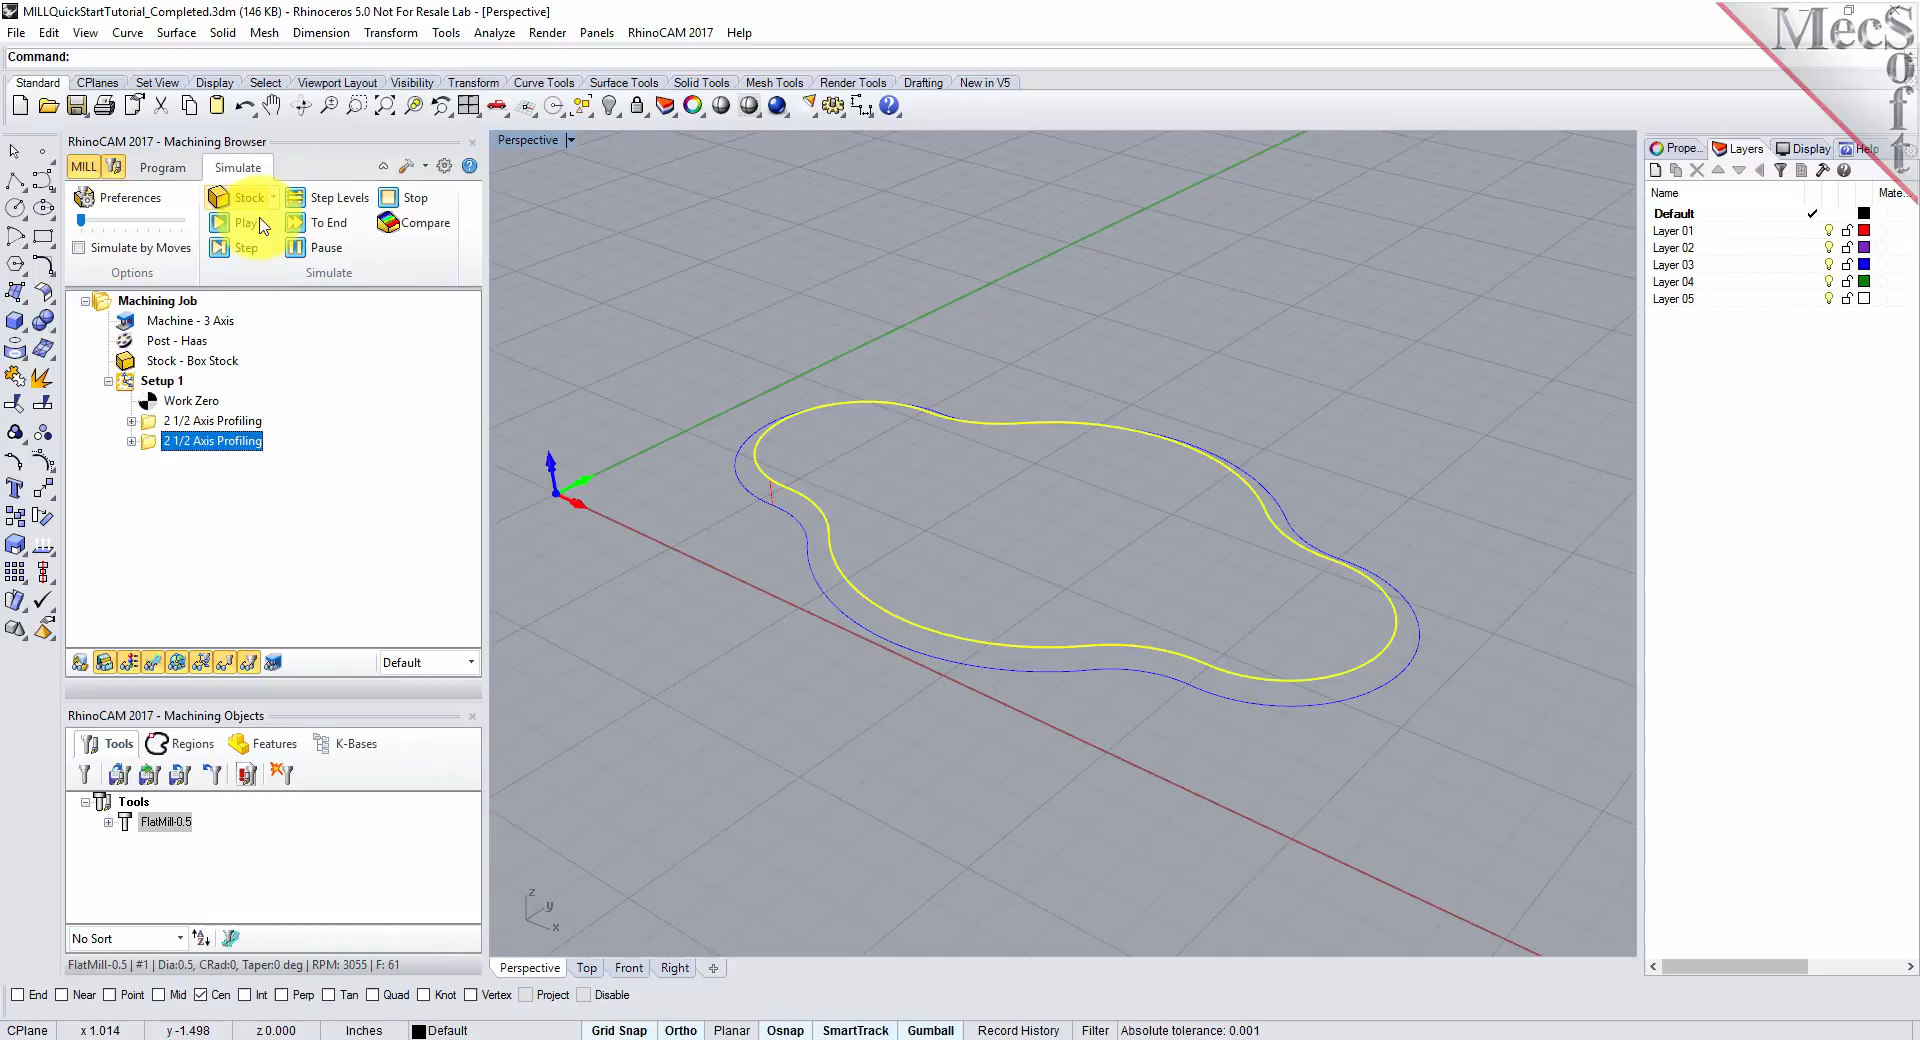 MILLQuickStartTutorial_Completed.3dm (146 KB) - Rhinoceros 5.0 Not For Resale Lab - [Perspective]
File Edit View Curve Surface Solid Mesh Dimension Transform Tools Analyze Render Panels RhinoCAM 2017 Help
Command:
Standard CPlanes Set View Display Select Viewport Layout Visibility Transform Curve Tools Surface Tools Solid Tools Mesh Tools Render Tools Drafting New in V5
MecSoft
RhinoCAM 2017 - Machining Browser
MILL Program Simulate
Preferences Stock Step Levels Stop
Play To End Compare
Simulate by Moves Step Pause
Options Simulate
Machining Job
Machine - 3 Axis
Post - Haas
Stock - Box Stock
Setup 1
Work Zero
2 1/2 Axis Profiling
2 1/2 Axis Profiling
Default
RhinoCAM 2017 - Machining Objects
Tools Regions Features K-Bases
Tools
FlatMill-0.5
No Sort
FlatMill-0.5 | #1 | Dia:0.5, CRad:0, Taper:0 deg | RPM: 3055 | F: 61
Perspective
z
y
x
Perspective Top Front Right
Prope... Layers Display Help
Name Mate...
Default
Layer 01
Layer 02
Layer 03
Layer 04
Layer 05
End Near Point Mid Cen Int Perp Tan Quad Knot Vertex Project Disable
CPlane x 1.014 y -1.498 z 0.000 Inches Default Grid Snap Ortho Planar Osnap SmartTrack Gumball Record History Filter Absolute tolerance: 0.001